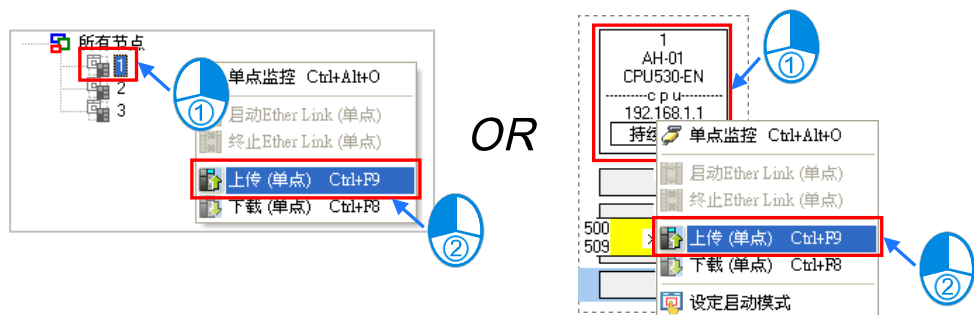 所有节点
1
2
3
单点监控 Ctrl+Alt+O
启动Ether Link (单点)
终止Ether Link (单点)
上传 (单点) Ctrl+F9
下载 (单点) Ctrl+F8
①
②
OR
1
AH-01
CPU530-EN
--------c p u------
192.168.1.1
持续
500
509
单点监控 Ctrl+Alt+O
启动Ether Link (单点)
终止Ether Link (单点)
上传 (单点) Ctrl+F9
下载 (单点) Ctrl+F8
设定启动模式
①
②